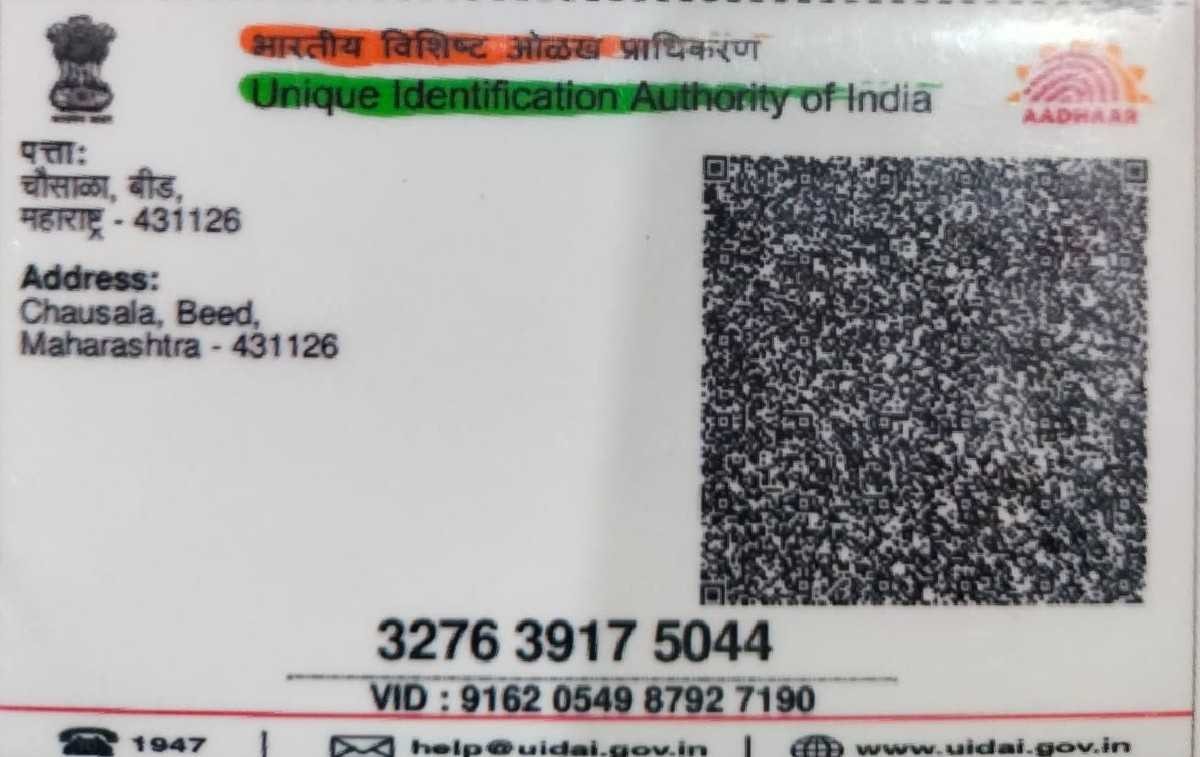 भारतीय विशिष्ट ओळख प्राधिकरण
Unique Identification Authority of India
AADHAAR
पत्ता:
चौसाळा, बीड,
महाराष्ट्र - 431126
Address:
Chausala, Beed,
Maharashtra - 431126
3276 3917 5044
VID : 9162 0549 8792 7190
1947 | help@uidai.gov.in | www.uidai.gov.in